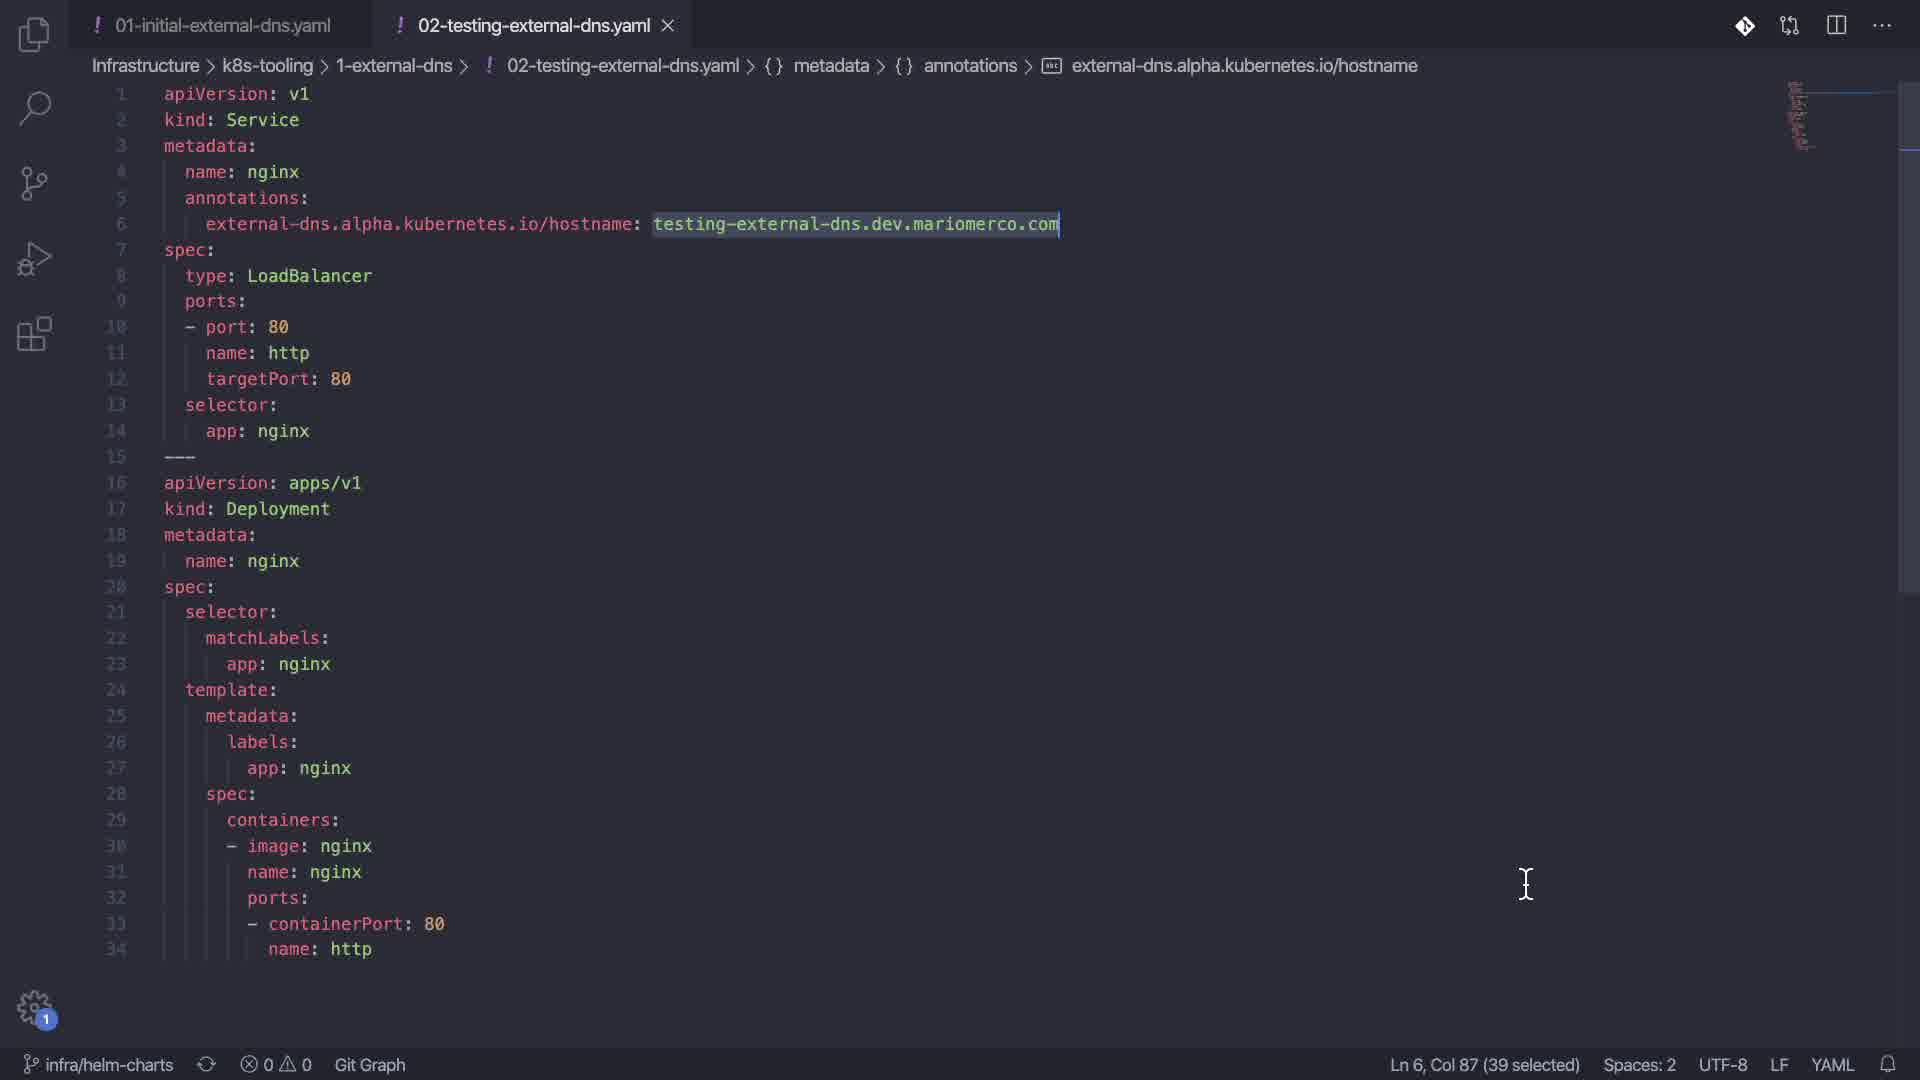 ! 01-initial-external-dns.yaml ! 02-testing-external-dns.yaml
Infrastructure > k8s-tooling > 1-external-dns > ! 02-testing-external-dns.yaml > {} metadata > {} annotations > abc external-dns.alpha.kubernetes.io/hostname
1 apiVersion: v1
2 kind: Service
3 metadata:
4   name: nginx
5   annotations:
6     external-dns.alpha.kubernetes.io/hostname: testing-external-dns.dev.mariomerco.com
7 spec:
8   type: LoadBalancer
9   ports:
10   - port: 80
11     name: http
12     targetPort: 80
13   selector:
14     app: nginx
15 ---
16 apiVersion: apps/v1
17 kind: Deployment
18 metadata:
19   name: nginx
20 spec:
21   selector:
22     matchLabels:
23       app: nginx
24   template:
25     metadata:
26       labels:
27         app: nginx
28     spec:
29       containers:
30       - image: nginx
31         name: nginx
32         ports:
33         - containerPort: 80
34           name: http
1
infra/helm-charts 0 0 Git Graph Ln 6, Col 87 (39 selected) Spaces: 2 UTF-8 LF YAML